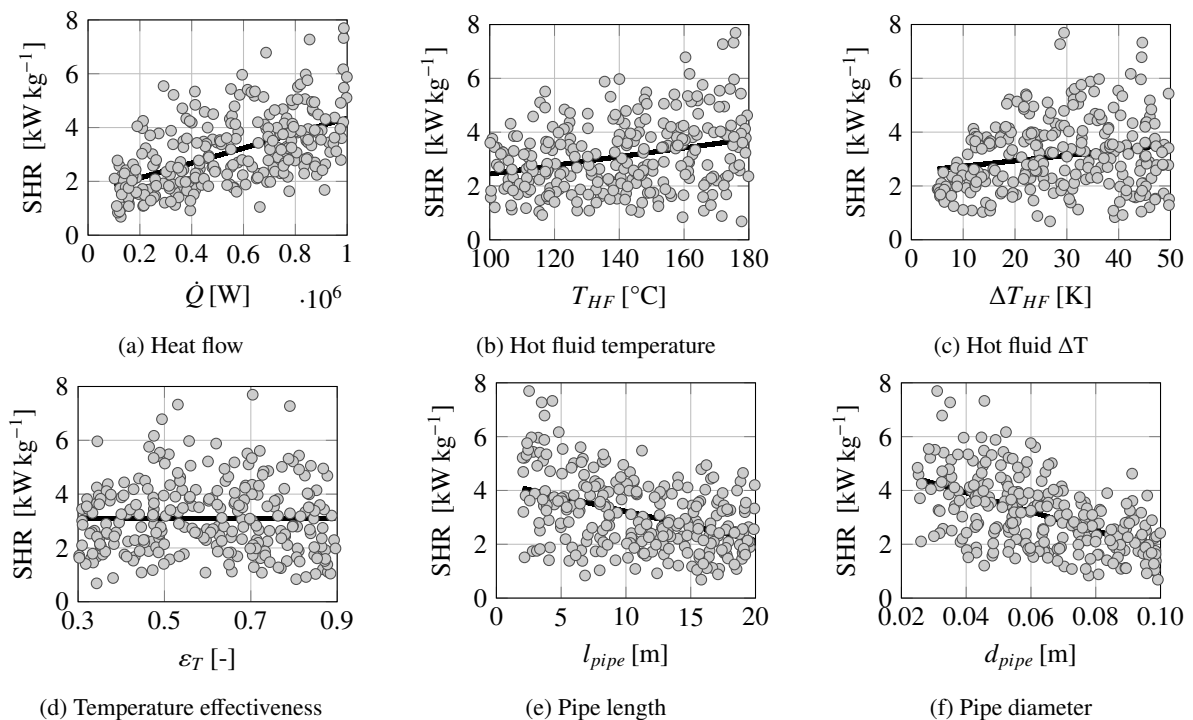 SHR [kW kg⁻¹]
8
6
4
2
0
0 0.2 0.4 0.6 0.8 1
Q̇ [W] ·10⁶
(a) Heat flow
SHR [kW kg⁻¹]
8
6
4
2
0
100 120 140 160 180
T_HF [°C]
(b) Hot fluid temperature
SHR [kW kg⁻¹]
8
6
4
2
0
0 10 20 30 40 50
ΔT_HF [K]
(c) Hot fluid ΔT
SHR [kW kg⁻¹]
8
6
4
2
0
0.3 0.5 0.7 0.9
ε_T [-]
(d) Temperature effectiveness
SHR [kW kg⁻¹]
8
6
4
2
0
0 5 10 15 20
l_pipe [m]
(e) Pipe length
SHR [kW kg⁻¹]
8
6
4
2
0
0.02 0.04 0.06 0.08 0.10
d_pipe [m]
(f) Pipe diameter